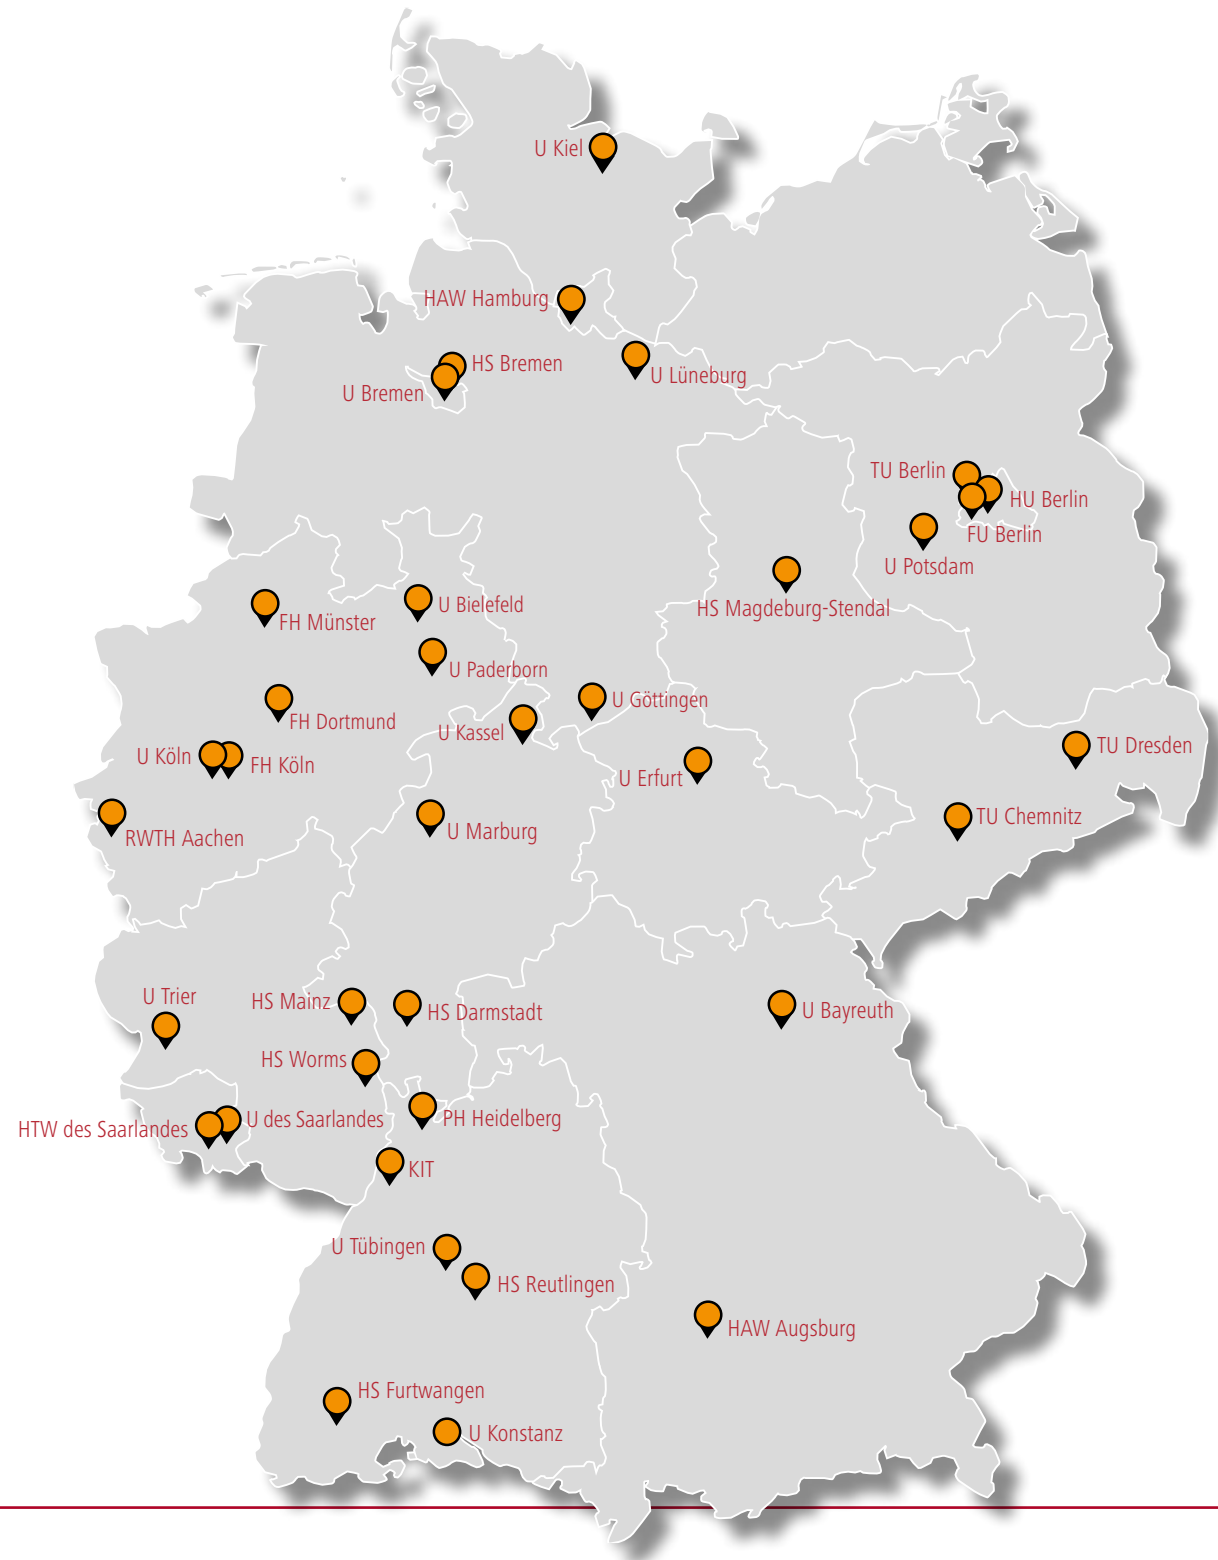 U Kiel
HAW Hamburg
HS Bremen
U Lüneburg
U Bremen
TU Berlin
HU Berlin
FU Berlin
U Potsdam
HS Magdeburg-Stendal
U Bielefeld
FH Münster
U Paderborn
U Göttingen
FH Dortmund
U Kassel
TU Dresden
U Köln
FH Köln
U Erfurt
TU Chemnitz
U Marburg
RWTH Aachen
U Trier
HS Mainz
HS Darmstadt
U Bayreuth
HS Worms
U des Saarlandes
PH Heidelberg
HTW des Saarlandes
KIT
U Tübingen
HS Reutlingen
HAW Augsburg
HS Furtwangen
U Konstanz